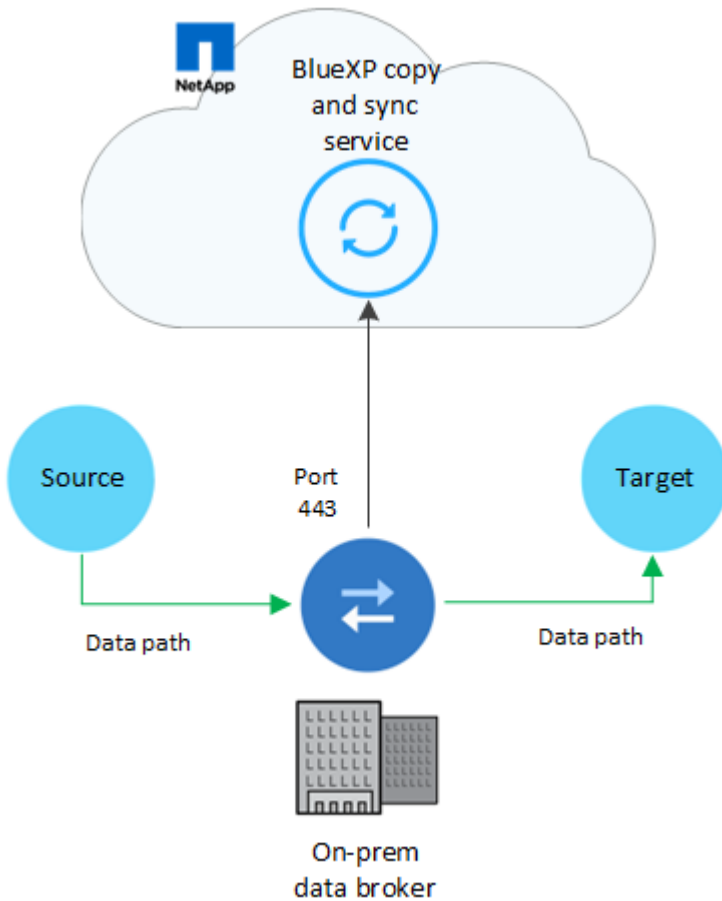 NetApp
BlueXP copy
and sync
service
Source
Port
443
Target
Data path
Data path
On-prem
data broker